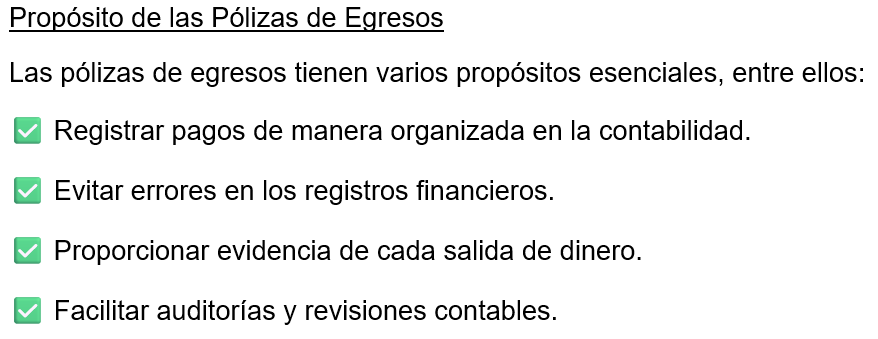 Propósito de las Pólizas de Egresos
Las pólizas de egresos tienen varios propósitos esenciales, entre ellos:
✅ Registrar pagos de manera organizada en la contabilidad.
✅ Evitar errores en los registros financieros.
✅ Proporcionar evidencia de cada salida de dinero.
✅ Facilitar auditorías y revisiones contables.